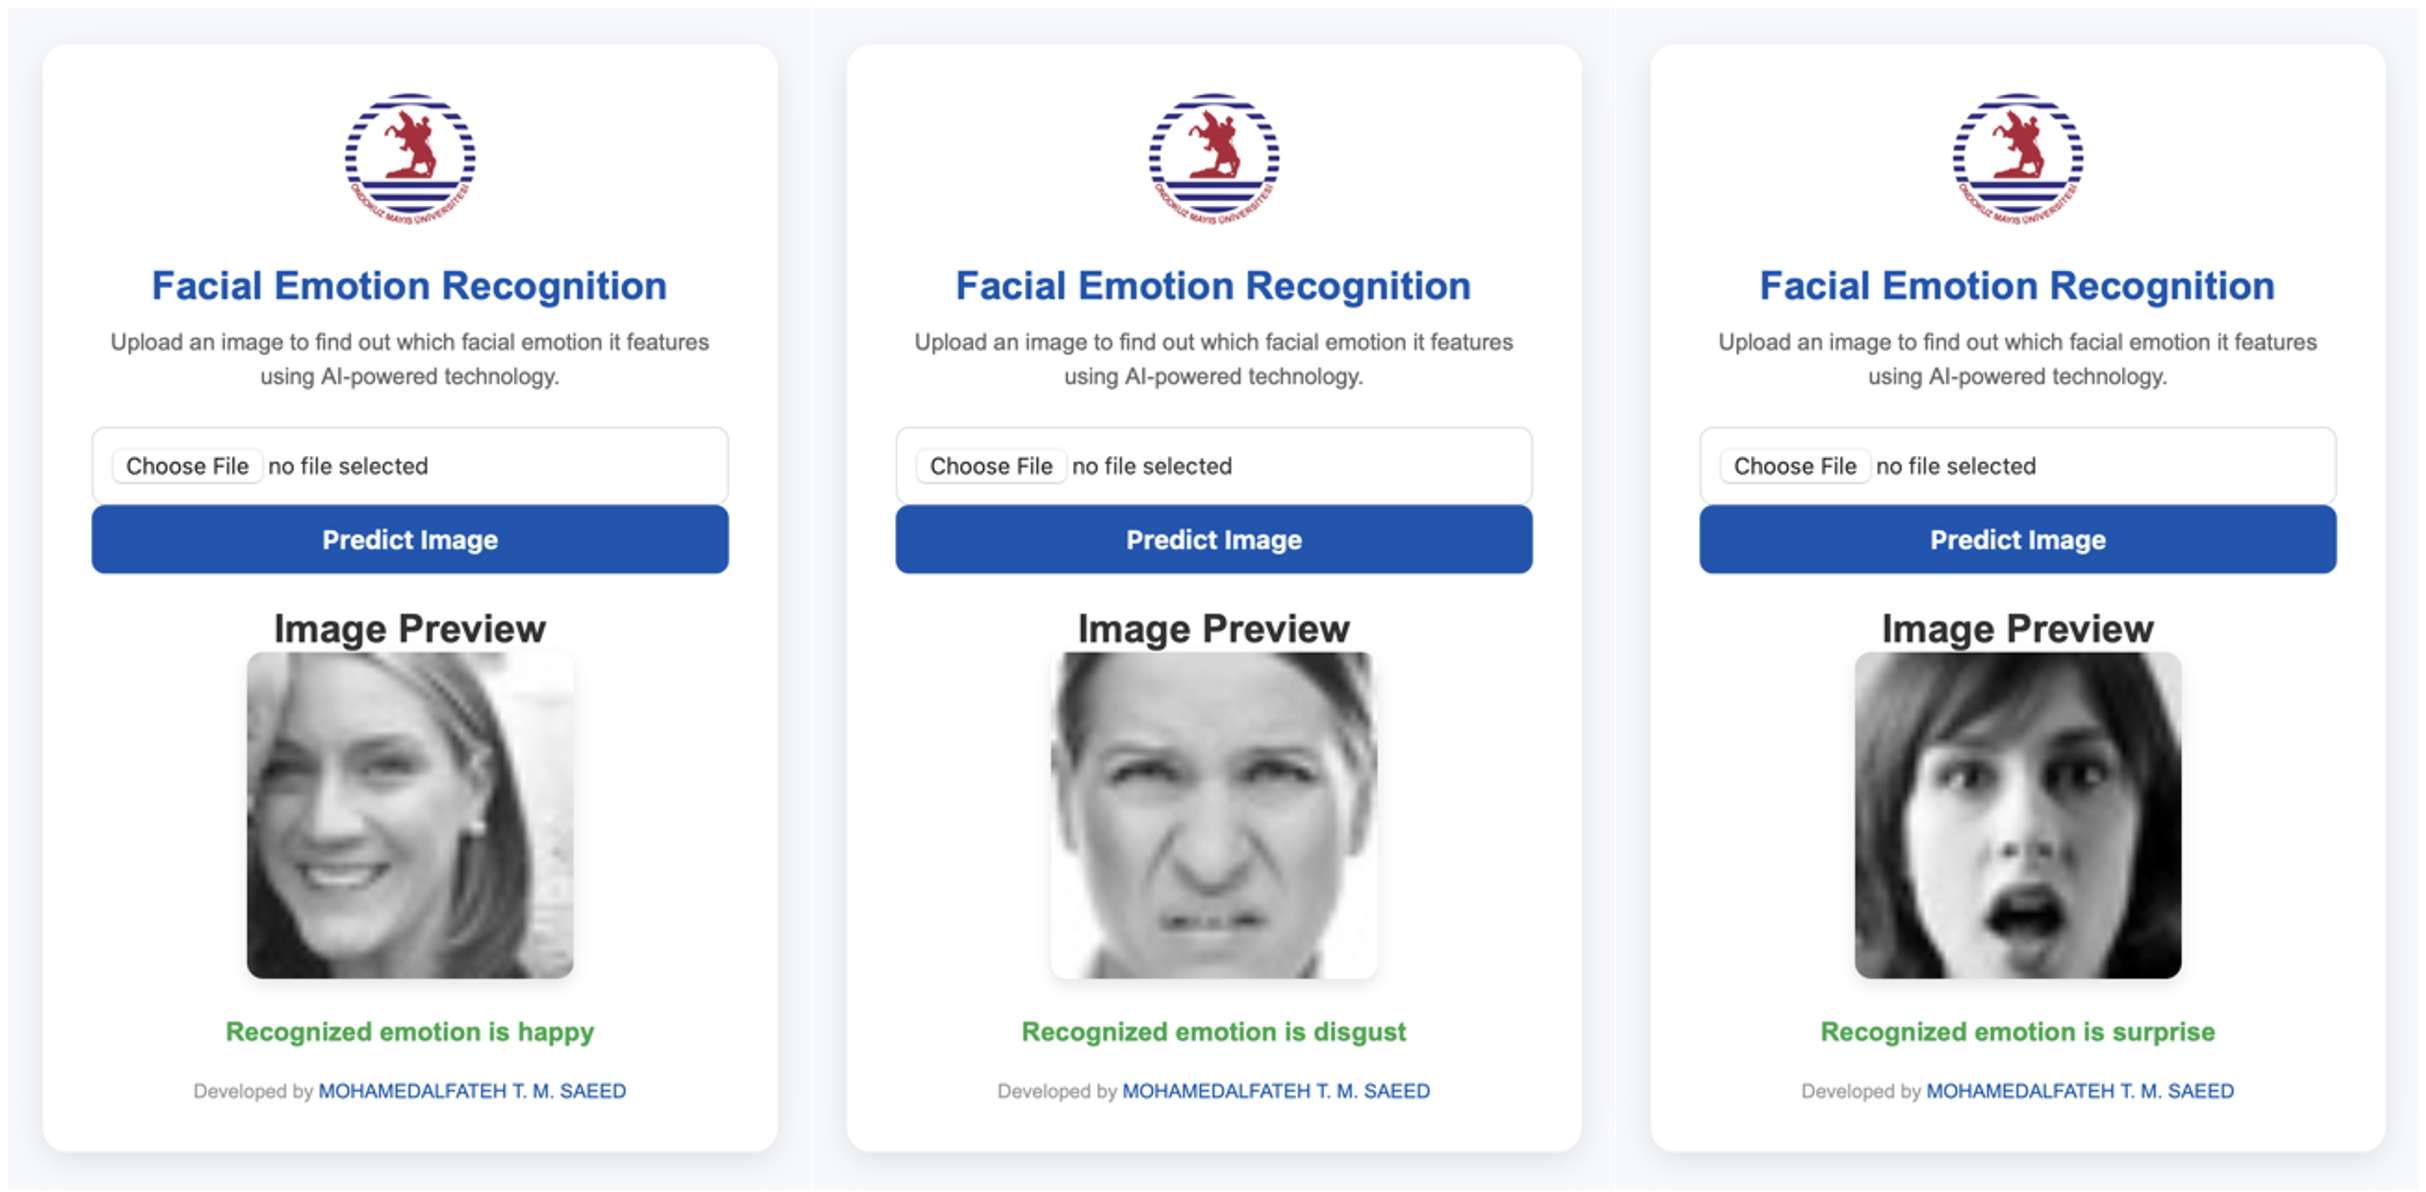 ONDOKUZ MAYIS ÜNİVERSİTESİ
Facial Emotion Recognition
Upload an image to find out which facial emotion it features
using AI-powered technology.
Choose File no file selected
Predict Image
Image Preview
Recognized emotion is happy
Developed by MOHAMEDALFATEH T. M. SAEED
ONDOKUZ MAYIS ÜNİVERSİTESİ
Facial Emotion Recognition
Upload an image to find out which facial emotion it features
using AI-powered technology.
Choose File no file selected
Predict Image
Image Preview
Recognized emotion is disgust
Developed by MOHAMEDALFATEH T. M. SAEED
ONDOKUZ MAYIS ÜNİVERSİTESİ
Facial Emotion Recognition
Upload an image to find out which facial emotion it features
using AI-powered technology.
Choose File no file selected
Predict Image
Image Preview
Recognized emotion is surprise
Developed by MOHAMEDALFATEH T. M. SAEED